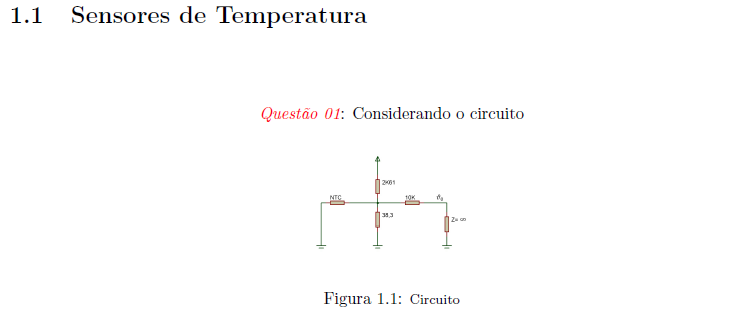 1.1 Sensores de Temperatura
Questão 01: Considerando o circuito
2K61
NTC
10K
38,3
Z= ∞
Figura 1.1: Circuito